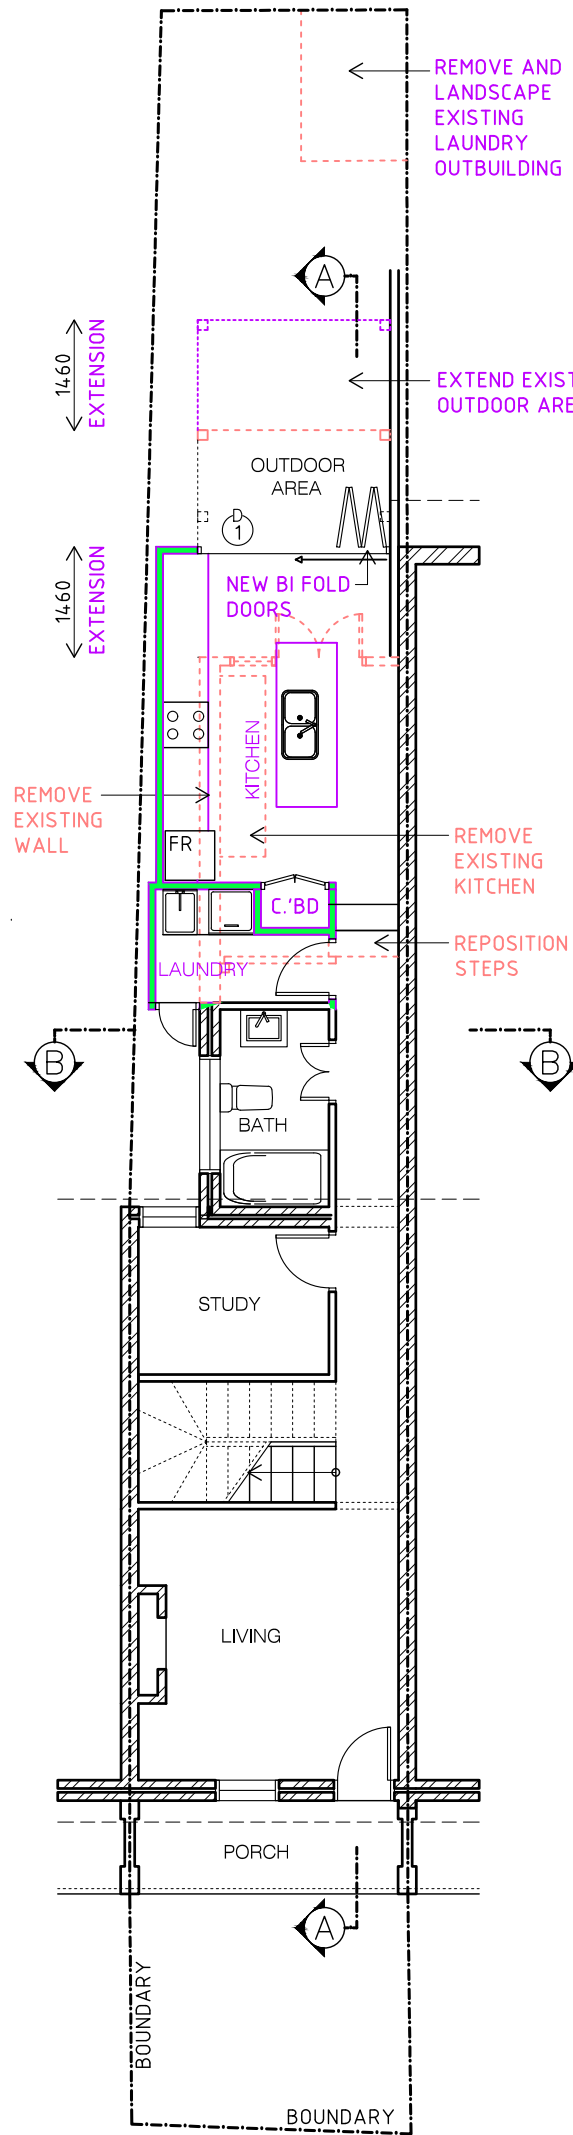 REMOVE AND
LANDSCAPE
EXISTING
LAUNDRY
OUTBUILDING
A
1460
EXTENSION
EXTEND EXIST
OUTDOOR ARE
OUTDOOR
AREA
D
1
1460
EXTENSION
NEW BI FOLD
DOORS
KITCHEN
REMOVE
EXISTING
WALL
FR
REMOVE
EXISTING
KITCHEN
C.'BD
REPOSITION
STEPS
LAUNDRY
B
B
BATH
STUDY
LIVING
PORCH
A
BOUNDARY
BOUNDARY